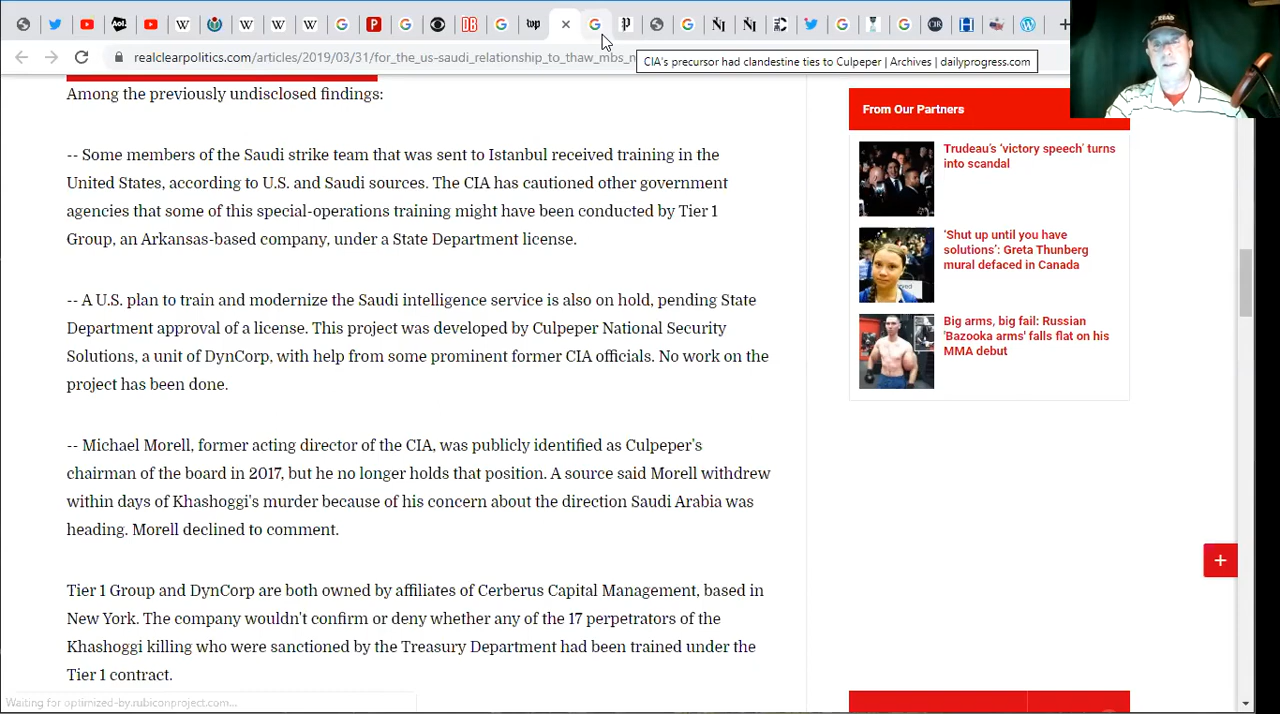 realclearpolitics.com/articles/2019/03/31/for_the_us-saudi_relationship_to_thaw_mbs_n
CIA's precursor had clandestine ties to Culpeper | Archives | dailyprogress.com
Among the previously undisclosed findings:
-- Some members of the Saudi strike team that was sent to Istanbul received training in the
United States, according to U.S. and Saudi sources. The CIA has cautioned other government
agencies that some of this special-operations training might have been conducted by Tier 1
Group, an Arkansas-based company, under a State Department license.
-- A U.S. plan to train and modernize the Saudi intelligence service is also on hold, pending State
Department approval of a license. This project was developed by Culpeper National Security
Solutions, a unit of DynCorp, with help from some prominent former CIA officials. No work on the
project has been done.
-- Michael Morell, former acting director of the CIA, was publicly identified as Culpeper's
chairman of the board in 2017, but he no longer holds that position. A source said Morell withdrew
within days of Khashoggi's murder because of his concern about the direction Saudi Arabia was
heading. Morell declined to comment.
Tier 1 Group and DynCorp are both owned by affiliates of Cerberus Capital Management, based in
New York. The company wouldn't confirm or deny whether any of the 17 perpetrators of the
Khashoggi killing who were sanctioned by the Treasury Department had been trained under the
Tier 1 contract.
Waiting for optimized-by.rubiconproject.com...
From Our Partners
Trudeau's 'victory speech' turns
into scandal
'Shut up until you have
solutions': Greta Thunberg
mural defaced in Canada
Big arms, big fail: Russian
'Bazooka arms' falls flat on his
MMA debut